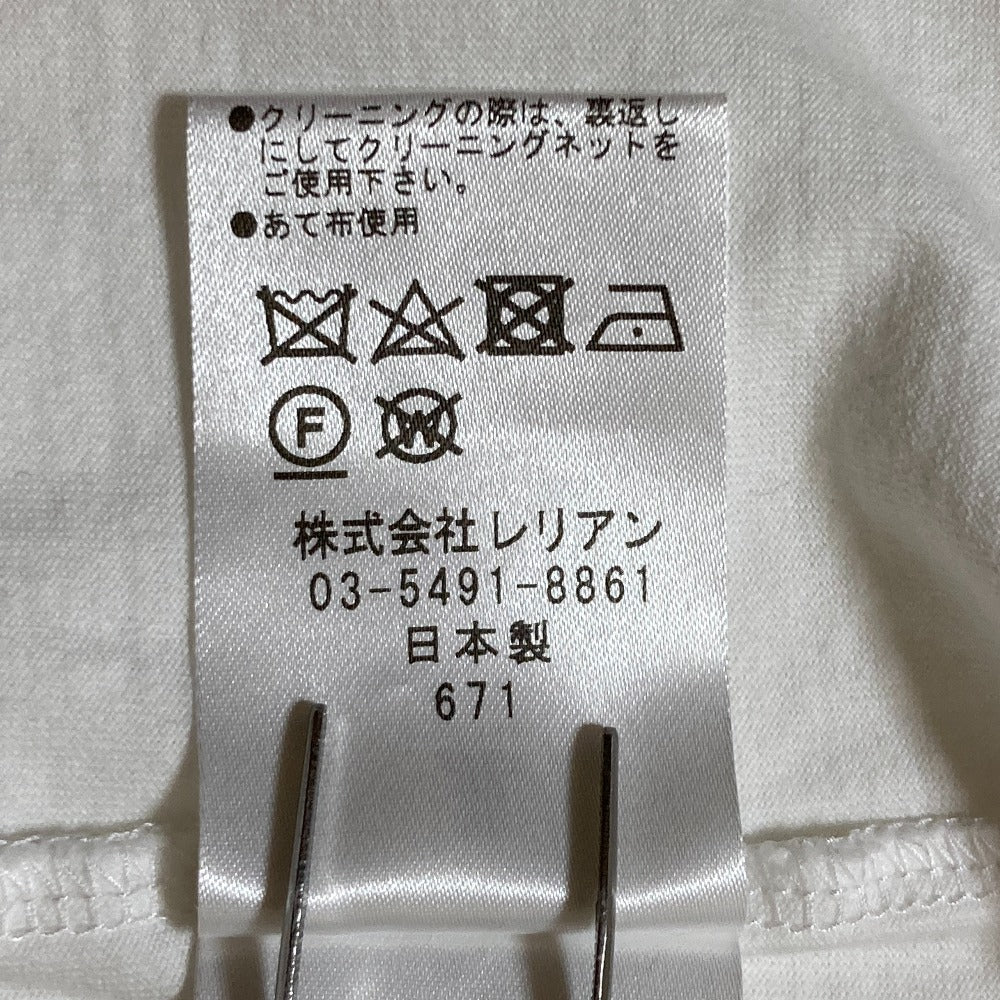 ●クリーニングの際は、裏返し
にしてクリーニングネットを
ご使用下さい。
●あて布使用
F W
株式会社レリアン
03-5491-8861
日本製
671